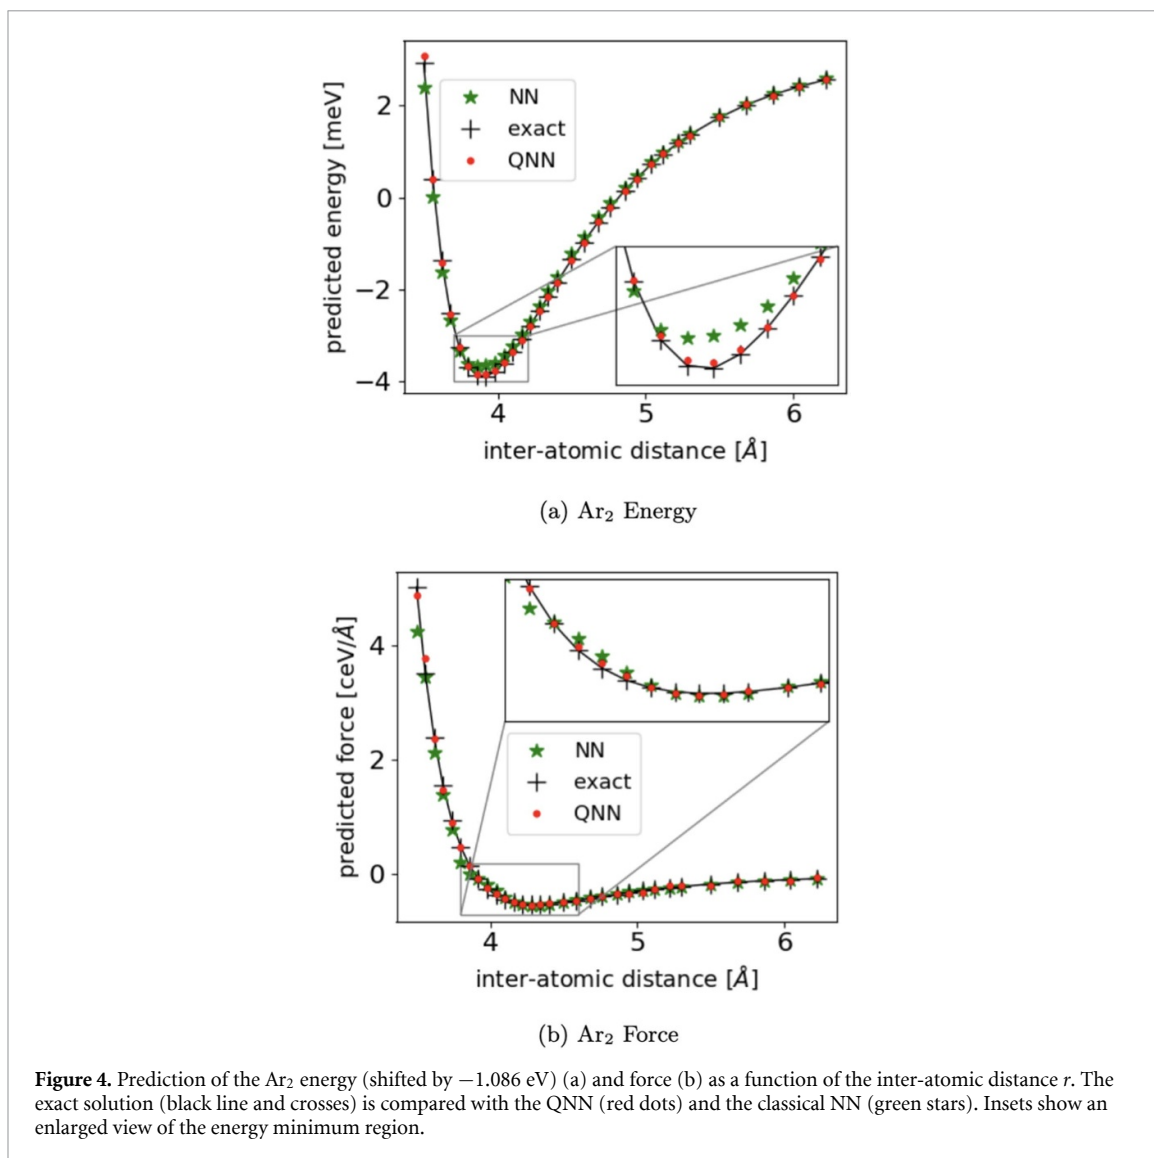 2
0
−2
−4
predicted energy [meV]
NN
exact
QNN
4
5
6
inter-atomic distance [Å]
(a) Ar₂ Energy
4
2
0
predicted force [ceV/Å]
NN
exact
QNN
4
5
6
inter-atomic distance [Å]
(b) Ar₂ Force
Figure 4. Prediction of the Ar₂ energy (shifted by −1.086 eV) (a) and force (b) as a function of the inter-atomic distance r. The
exact solution (black line and crosses) is compared with the QNN (red dots) and the classical NN (green stars). Insets show an
enlarged view of the energy minimum region.